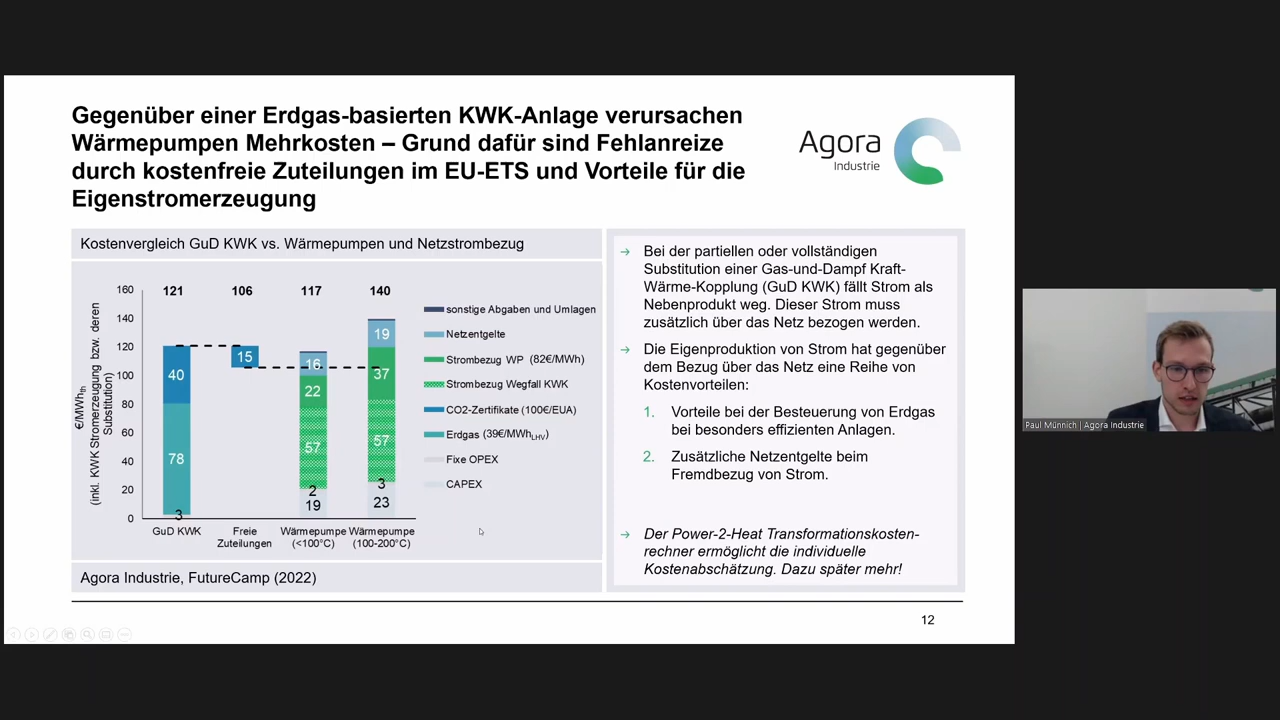 Gegenüber einer Erdgas-basierten KWK-Anlage verursachen
Wärmepumpen Mehrkosten – Grund dafür sind Fehlanreize
durch kostenfreie Zuteilungen im EU-ETS und Vorteile für die
Eigenstromerzeugung
Agora
Industrie
Kostenvergleich GuD KWK vs. Wärmepumpen und Netzstrombezug
€/MWh_th
(inkl. KWK Stromerzeugung bzw. deren
Substitution)
160
140
120
100
80
60
40
20
0
121
106
117
140
40
78
3
15
16
22
57
2
19
19
37
57
3
23
GuD KWK
Freie
Zuteilungen
Wärmepumpe
(<100°C)
Wärmepumpe
(100-200°C)
sonstige Abgaben und Umlagen
Netzentgelte
Strombezug WP (82€/MWh)
Strombezug Wegfall KWK
CO2-Zertifikate (100€/EUA)
Erdgas (39€/MWh_LHV)
Fixe OPEX
CAPEX
Agora Industrie, FutureCamp (2022)
→ Bei der partiellen oder vollständigen
Substitution einer Gas-und-Dampf Kraft-
Wärme-Kopplung (GuD KWK) fällt Strom als
Nebenprodukt weg. Dieser Strom muss
zusätzlich über das Netz bezogen werden.
→ Die Eigenproduktion von Strom hat gegenüber
dem Bezug über das Netz eine Reihe von
Kostenvorteilen:
1. Vorteile bei der Besteuerung von Erdgas
bei besonders effizienten Anlagen.
2. Zusätzliche Netzentgelte beim
Fremdbezug von Strom.
→ Der Power-2-Heat Transformationskosten-
rechner ermöglicht die individuelle
Kostenabschätzung. Dazu später mehr!
12
Paul Münnich | Agora Industrie